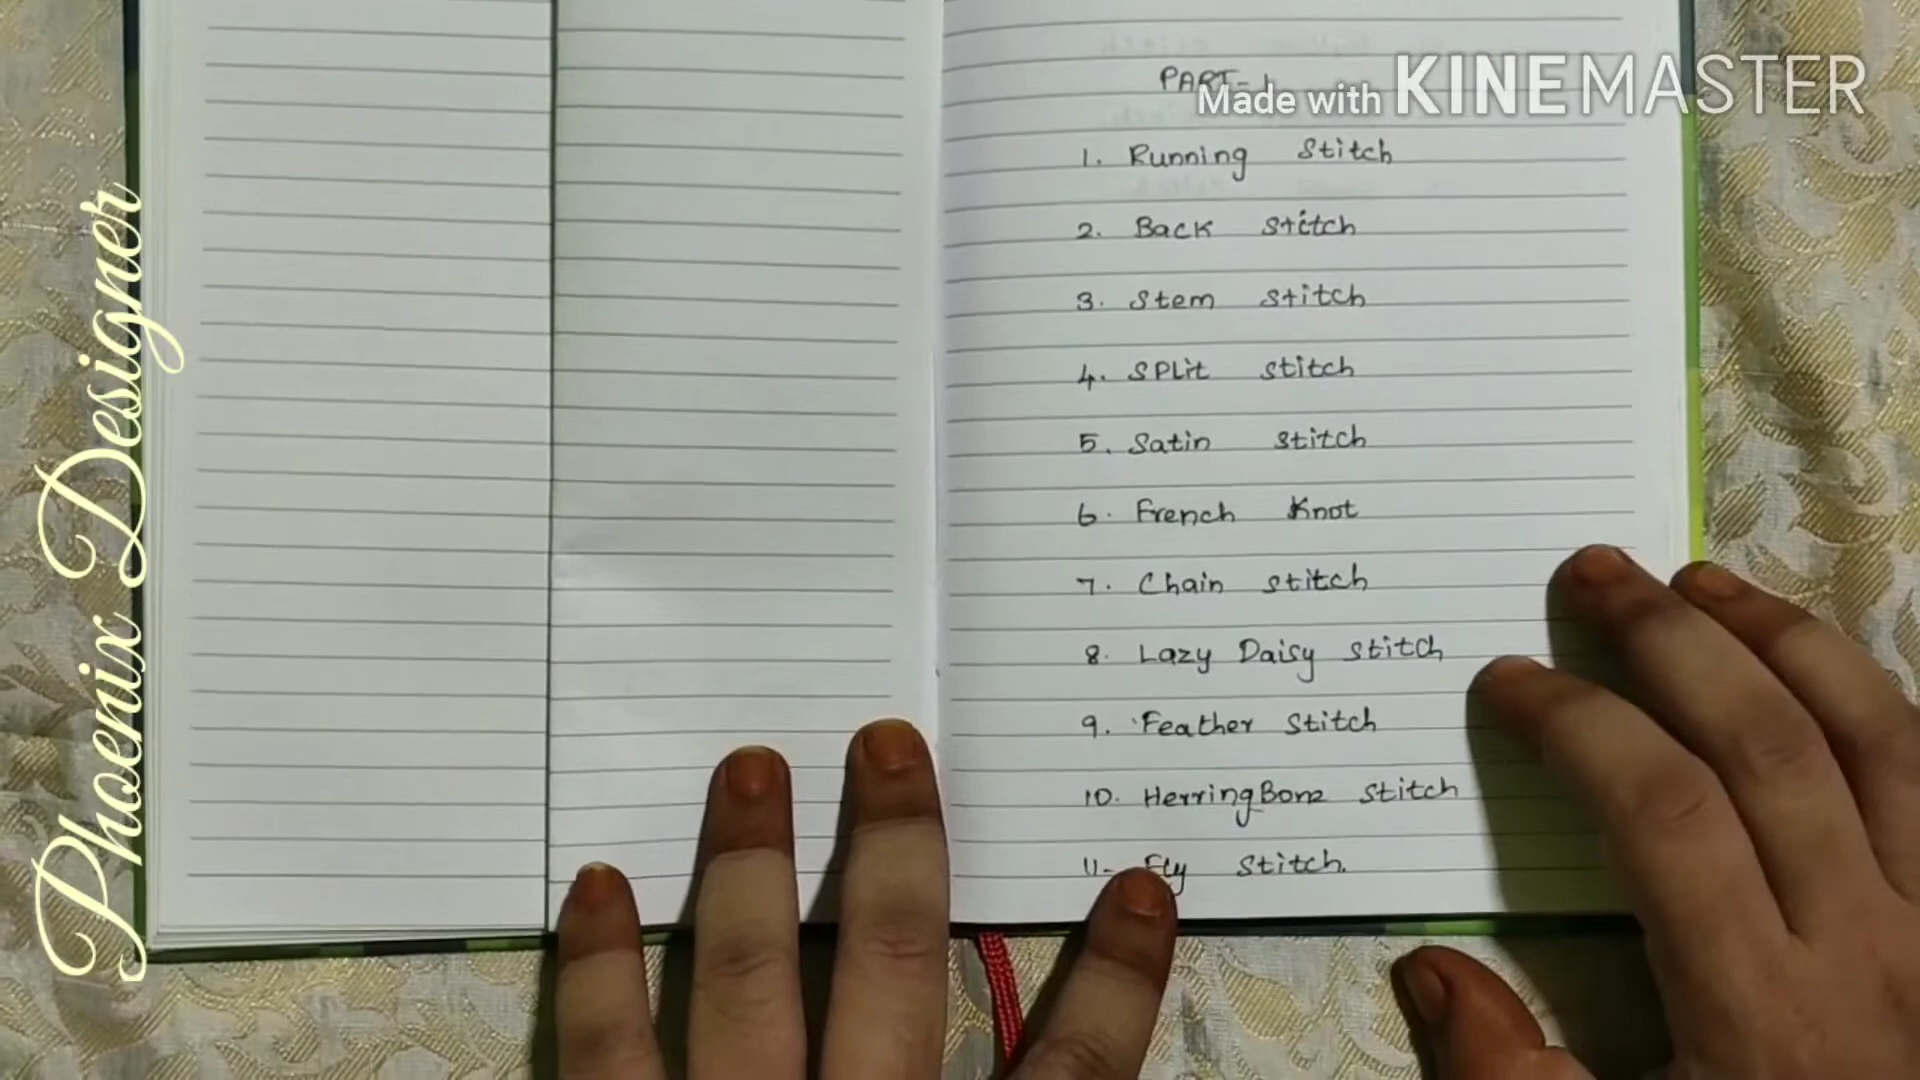 PART-1
Made with KINEMASTER
1. Running Stitch
2. Back Stitch
3. Stem Stitch
4. SPLit Stitch
5. Satin Stitch
6. French Knot
7. Chain Stitch
8. Lazy Daisy Stitch
9. Feather Stitch
10. HerringBone Stitch
11- Fly Stitch.
Phoenix Designer